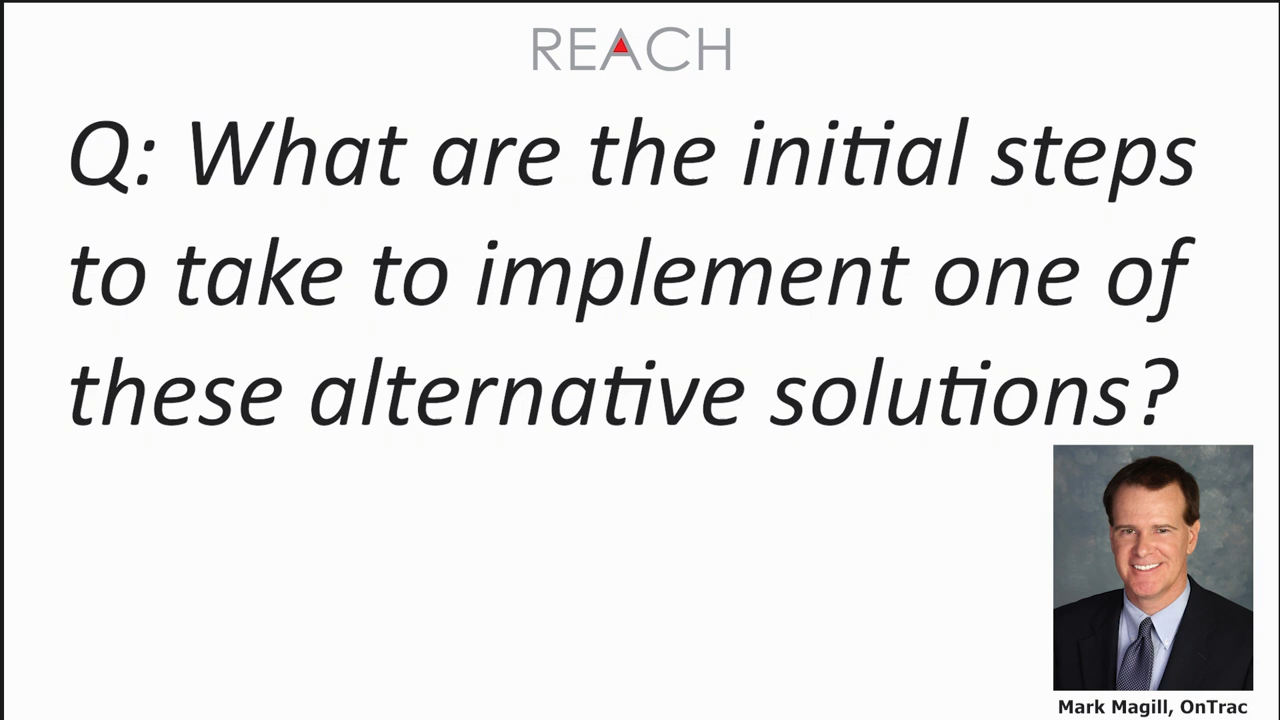 REACH
Q: What are the initial steps
to take to implement one of
these alternative solutions?
Mark Magill, OnTrac